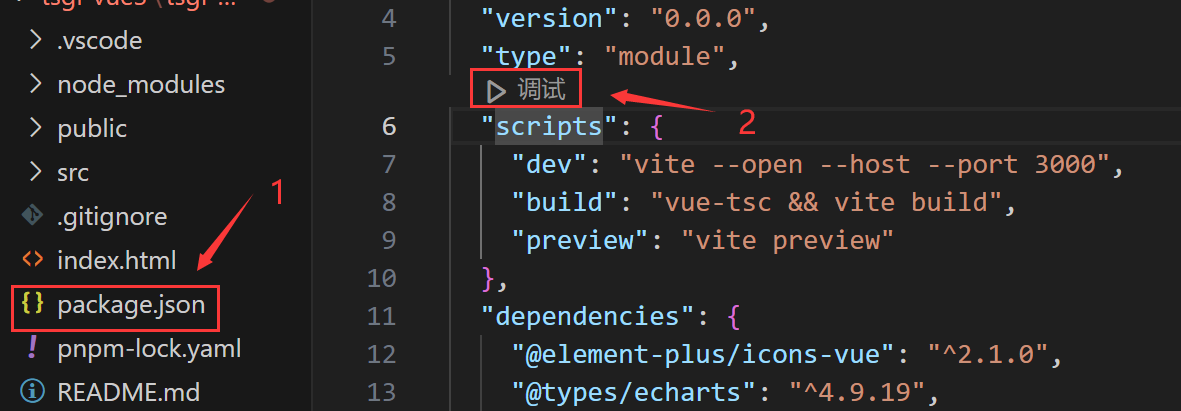 .vscode
node_modules
public
src
.gitignore
index.html
package.json
pnpm-lock.yaml
README.md
1
4 "version": "0.0.0",
5 "type": "module",
调试
2
6 "scripts": {
7 "dev": "vite --open --host --port 3000",
8 "build": "vue-tsc && vite build",
9 "preview": "vite preview"
10 },
11 "dependencies": {
12 "@element-plus/icons-vue": "^2.1.0",
13 "@types/echarts": "^4.9.19",